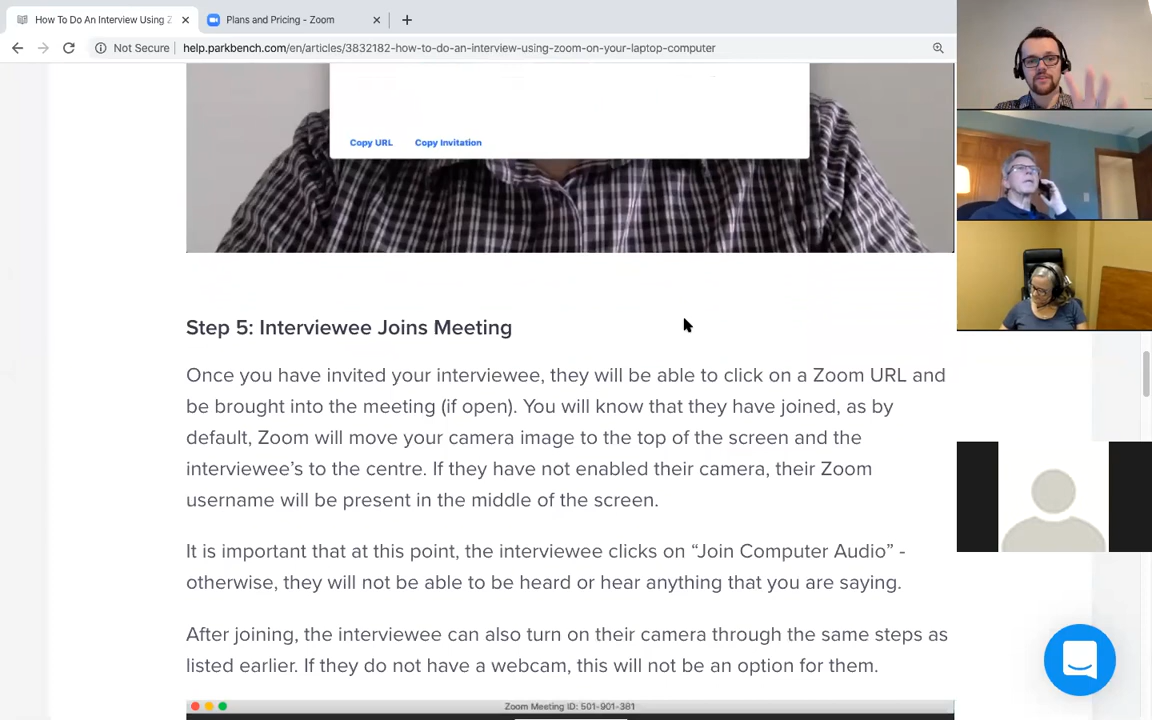 How To Do An Interview Using Z
Plans and Pricing - Zoom
Not Secure
help.parkbench.com/en/articles/3832182-how-to-do-an-interview-using-zoom-on-your-laptop-computer
Copy URL Copy Invitation
Step 5: Interviewee Joins Meeting
Once you have invited your interviewee, they will be able to click on a Zoom URL and
be brought into the meeting (if open). You will know that they have joined, as by
default, Zoom will move your camera image to the top of the screen and the
interviewee’s to the centre. If they have not enabled their camera, their Zoom
username will be present in the middle of the screen.
It is important that at this point, the interviewee clicks on “Join Computer Audio” -
otherwise, they will not be able to be heard or hear anything that you are saying.
After joining, the interviewee can also turn on their camera through the same steps as
listed earlier. If they do not have a webcam, this will not be an option for them.
Zoom Meeting ID: 501-901-381